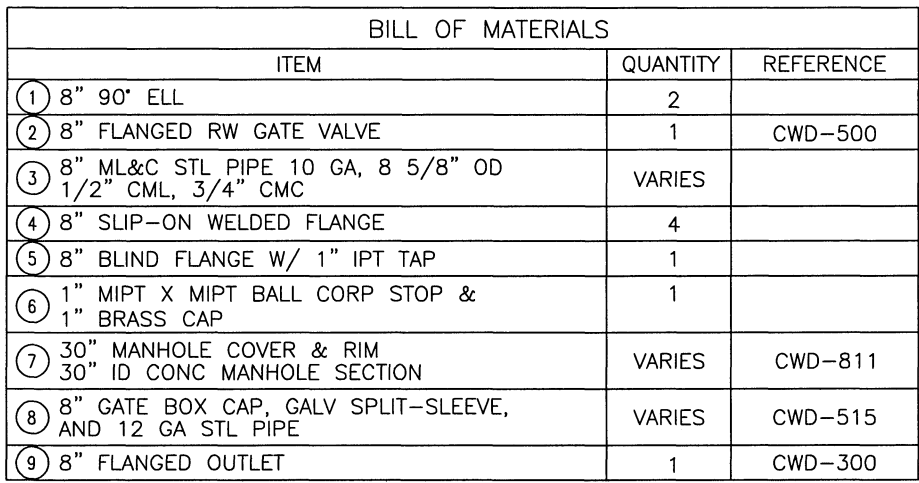 BILL OF MATERIALS
ITEM QUANTITY REFERENCE
1 8" 90° ELL 2
2 8" FLANGED RW GATE VALVE 1 CWD-500
3 8" ML&C STL PIPE 10 GA, 8 5/8" OD
1/2" CML, 3/4" CMC VARIES
4 8" SLIP-ON WELDED FLANGE 4
5 8" BLIND FLANGE W/ 1" IPT TAP 1
6 1" MIPT X MIPT BALL CORP STOP & 1
1" BRASS CAP
7 30" MANHOLE COVER & RIM
30" ID CONC MANHOLE SECTION VARIES CWD-811
8 8" GATE BOX CAP, GALV SPLIT-SLEEVE,
AND 12 GA STL PIPE VARIES CWD-515
9 8" FLANGED OUTLET 1 CWD-300